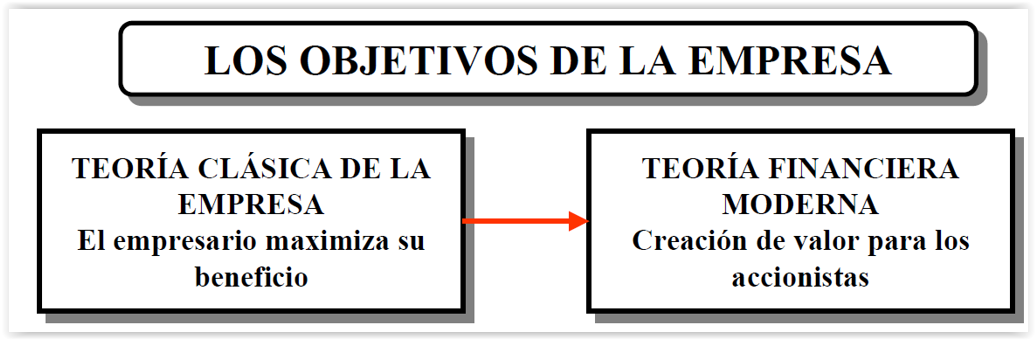 LOS OBJETIVOS DE LA EMPRESA
TEORÍA CLÁSICA DE LA
EMPRESA
El empresario maximiza su
beneficio
TEORÍA FINANCIERA
MODERNA
Creación de valor para los
accionistas